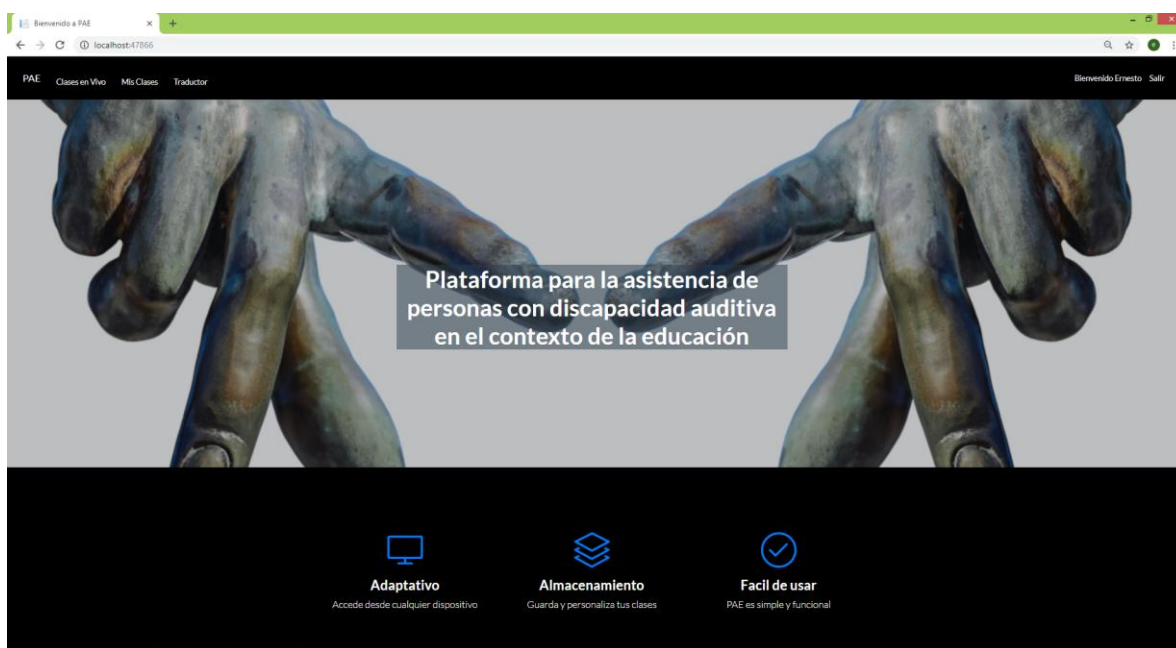 Bienvenido a PAE
localhost:47866
PAE Clases en Vivo Mis Clases Traductor Bienvenido Ernesto Salir
Plataforma para la asistencia de
personas con discapacidad auditiva
en el contexto de la educación
Adaptativo Almacenamiento Facil de usar
Accede desde cualquier dispositivo Guarda y personaliza tus clases PAE es simple y funcional